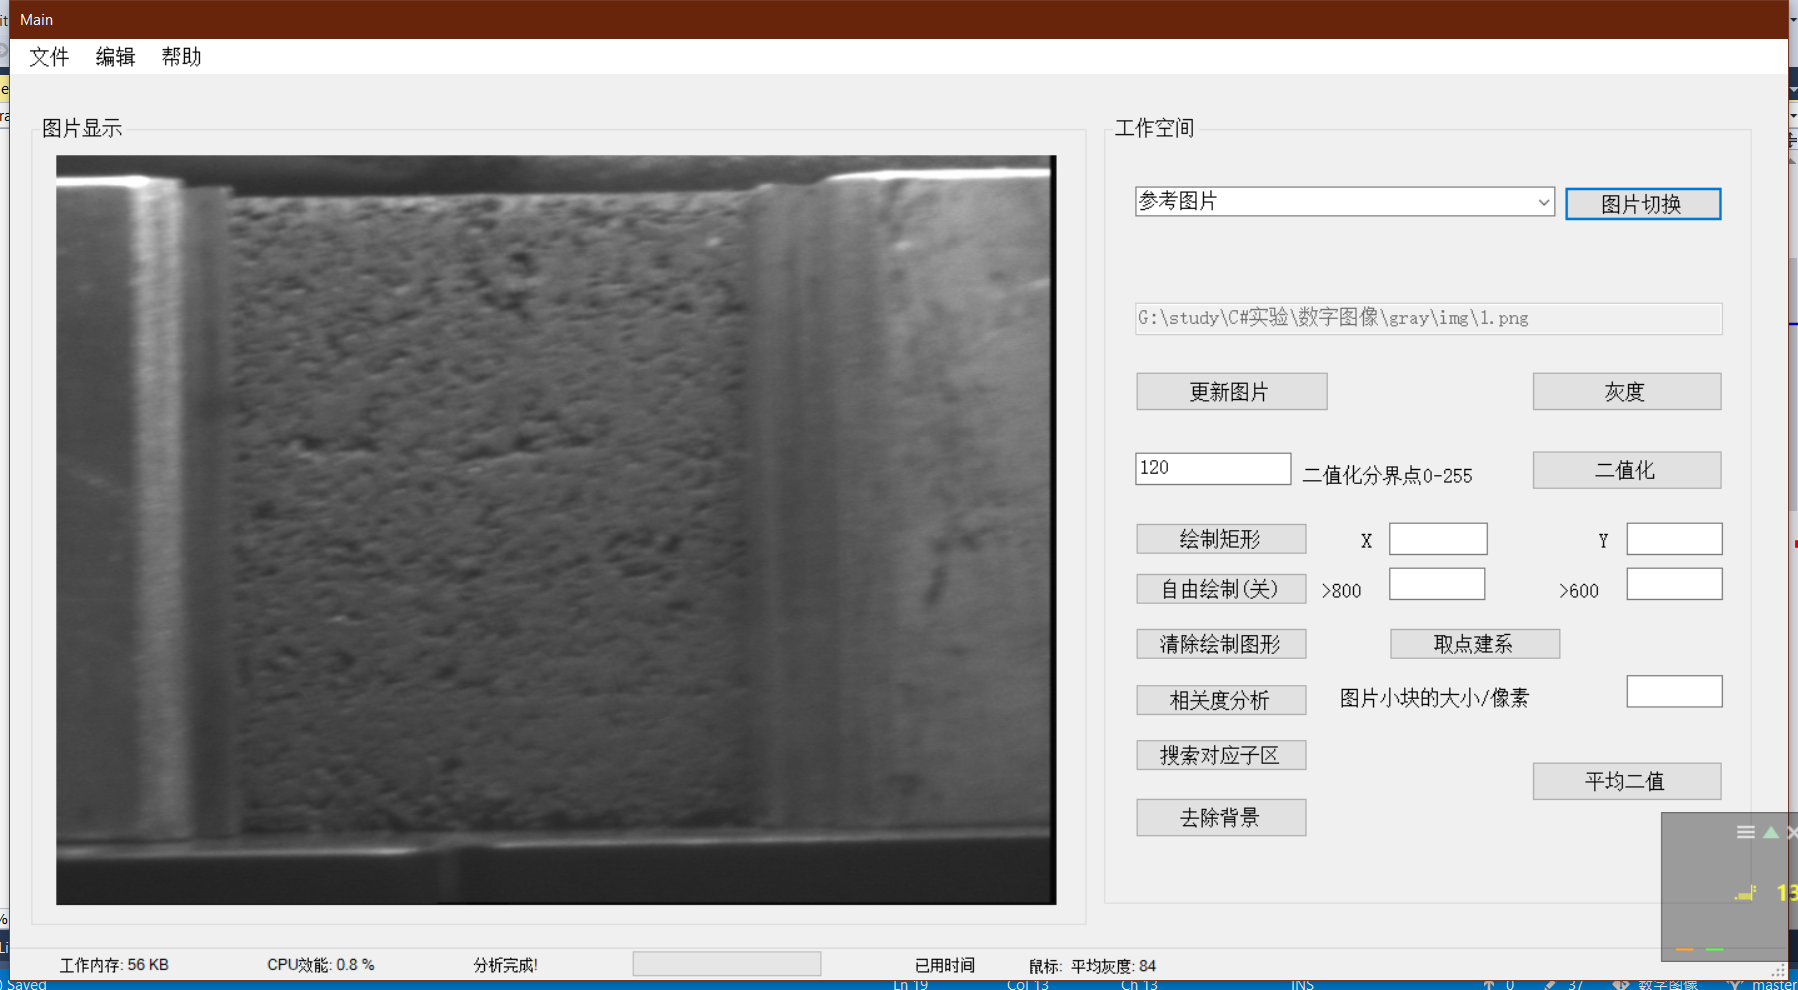 Main
文件 编辑 帮助
图片显示
工作空间
参考图片
图片切换
G:\study\C#实验\数字图像\gray\img\1.png
更新图片
灰度
120
二值化分界点0-255
二值化
绘制矩形
X
Y
自由绘制(关)
>800
>600
清除绘制图形
取点建系
相关度分析
图片小块的大小/像素
搜索对应子区
平均二值
去除背景
13
工作内存: 56 KB
CPU效能: 0.8 %
分析完成!
已用时间
鼠标: 平均灰度: 84
Saved
Ln 19
Col 13
Ch 13
INS
0
37
数字图像
master